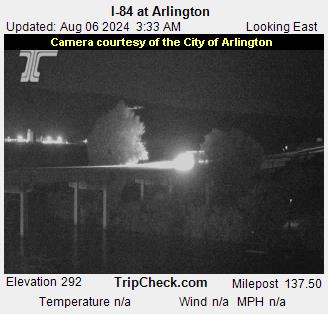 I-84 at Arlington
Updated: Aug 06 2024 3:33 AM Looking East
Camera courtesy of the City of Arlington
Elevation 292 TripCheck.com Milepost 137.50
Temperature n/a Wind n/a MPH n/a